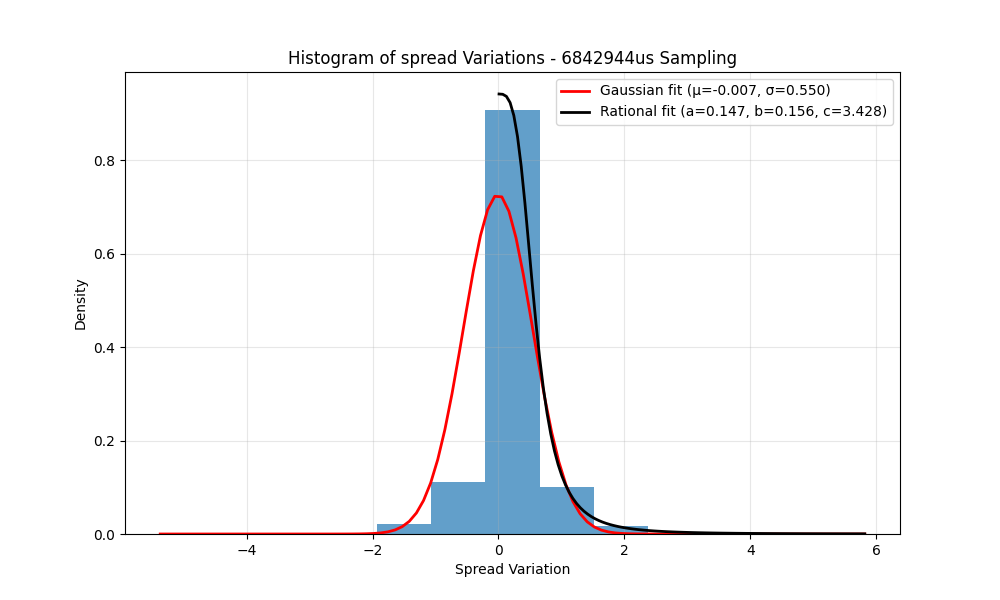 Histogram of spread Variations - 6842944us Sampling
Gaussian fit (μ=-0.007, σ=0.550)
Rational fit (a=0.147, b=0.156, c=3.428)
Density
0.8
0.6
0.4
0.2
0.0
−4 −2 0 2 4 6
Spread Variation